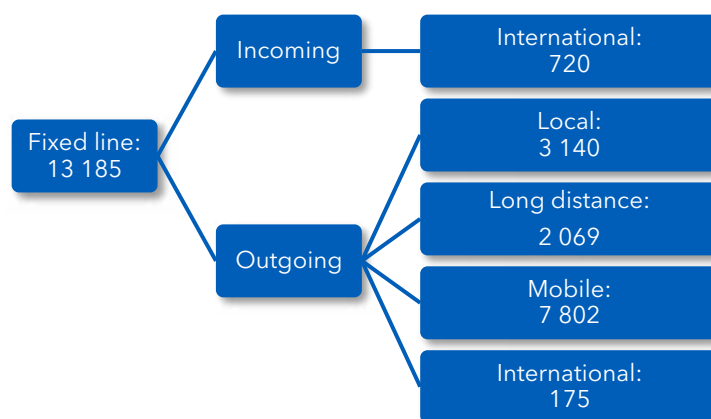 Fixed line:
13 185
Incoming
Outgoing
International:
720
Local:
3 140
Long distance:
2 069
Mobile:
7 802
International:
175